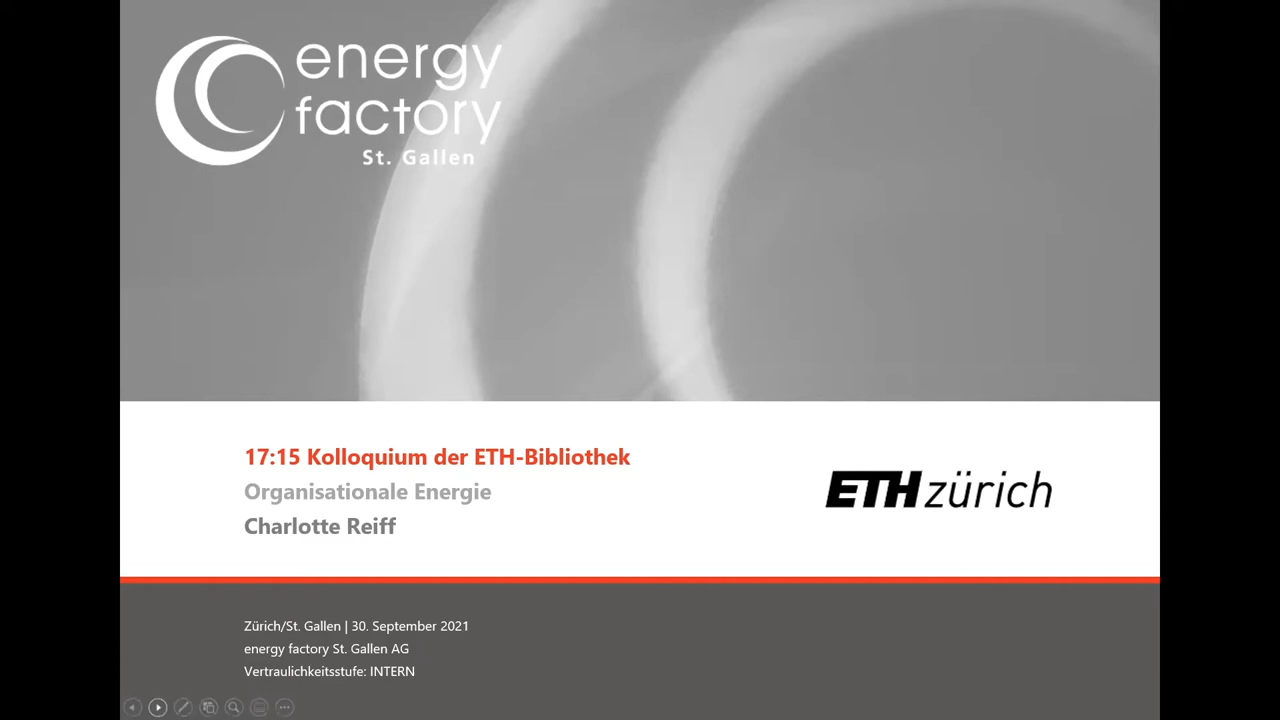 energy
factory
St. Gallen
17:15 Kolloquium der ETH-Bibliothek
Organisationale Energie
Charlotte Reiff
ETH zürich
Zürich/St. Gallen | 30. September 2021
energy factory St. Gallen AG
Vertraulichkeitsstufe: INTERN